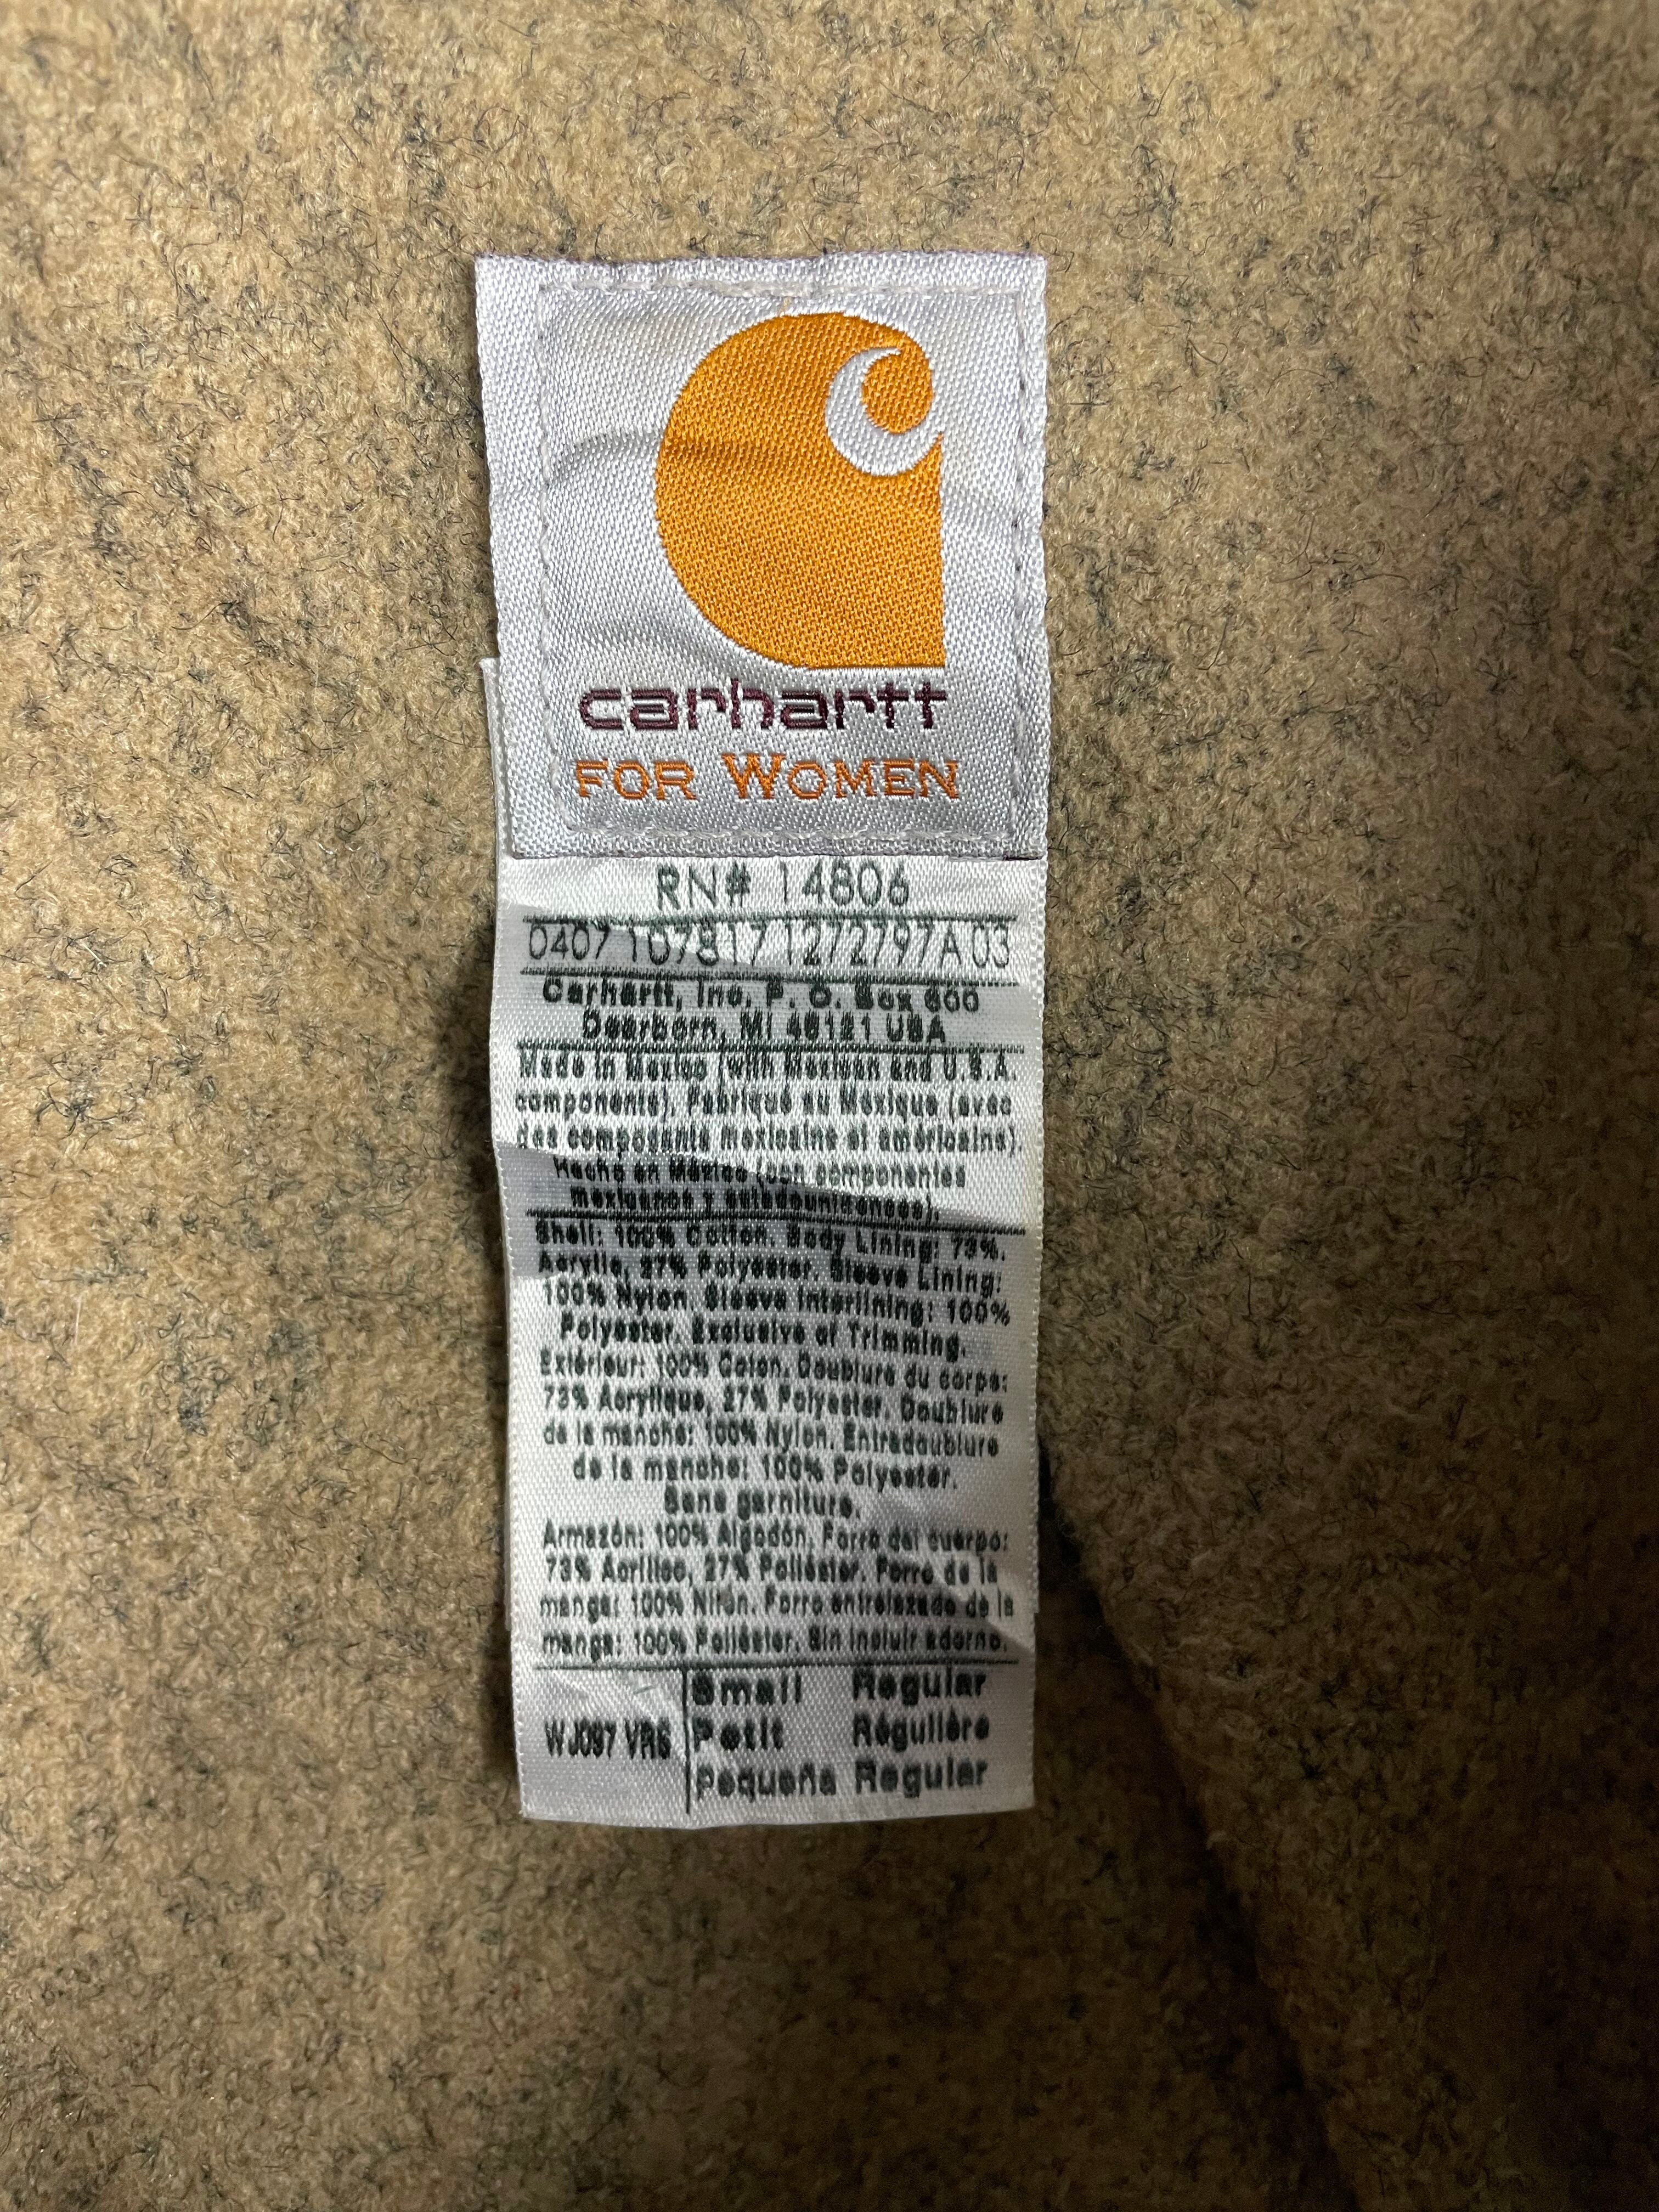 carhartt
FOR WOMEN
RN# 14806
0407 107817 1272797A 03
Carhartt, Inc. P. O. Box 600
Dearborn, MI 48121 USA
Made in Mexico (with Mexican and U.S.A.
components). Fabriqué au Mexique (avec
des composants mexicains et américains).
Hecho en México (con componentes
mexicanos y estadounidenses).
Shell: 100% Cotton. Body Lining: 73%.
Acrylic, 27% Polyester. Sleeve Lining:
100% Nylon. Sleeve Interlining: 100%
Polyester. Exclusive of Trimming.
Extérieur: 100% Coton. Doublure du corps:
73% Acrylique, 27% Polyester. Doublure
de la manche: 100% Nylon. Entredoublure
de la manche: 100% Polyester.
Sans garniture.
Armazón: 100% Algodón. Forro del cuerpo:
73% Acrílico, 27% Poliéster. Forro de la
manga: 100% Nilón. Forro entrelazado de la
manga: 100% Poliéster. Sin incluir adorno.
WJ097 VRS
Small Regular
Petit Régulière
Pequeña Regular